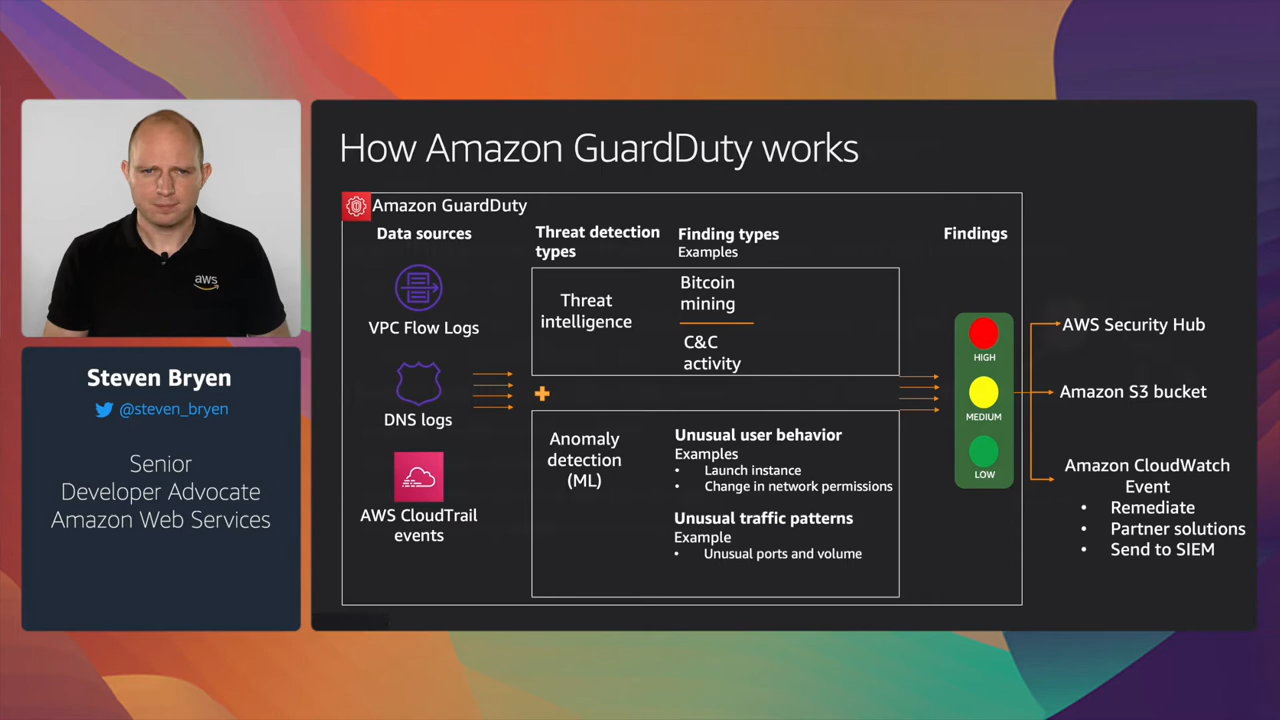 aws
Steven Bryen
@steven_bryen
Senior
Developer Advocate
Amazon Web Services
How Amazon GuardDuty works
Amazon GuardDuty
Data sources
VPC Flow Logs
DNS logs
AWS CloudTrail
events
Threat detection
types
Finding types
Examples
Threat
intelligence
Bitcoin
mining
C&C
activity
Anomaly
detection
(ML)
Unusual user behavior
Examples
• Launch instance
• Change in network permissions
Unusual traffic patterns
Example
• Unusual ports and volume
Findings
HIGH
MEDIUM
LOW
AWS Security Hub
Amazon S3 bucket
Amazon CloudWatch
Event
• Remediate
• Partner solutions
• Send to SIEM